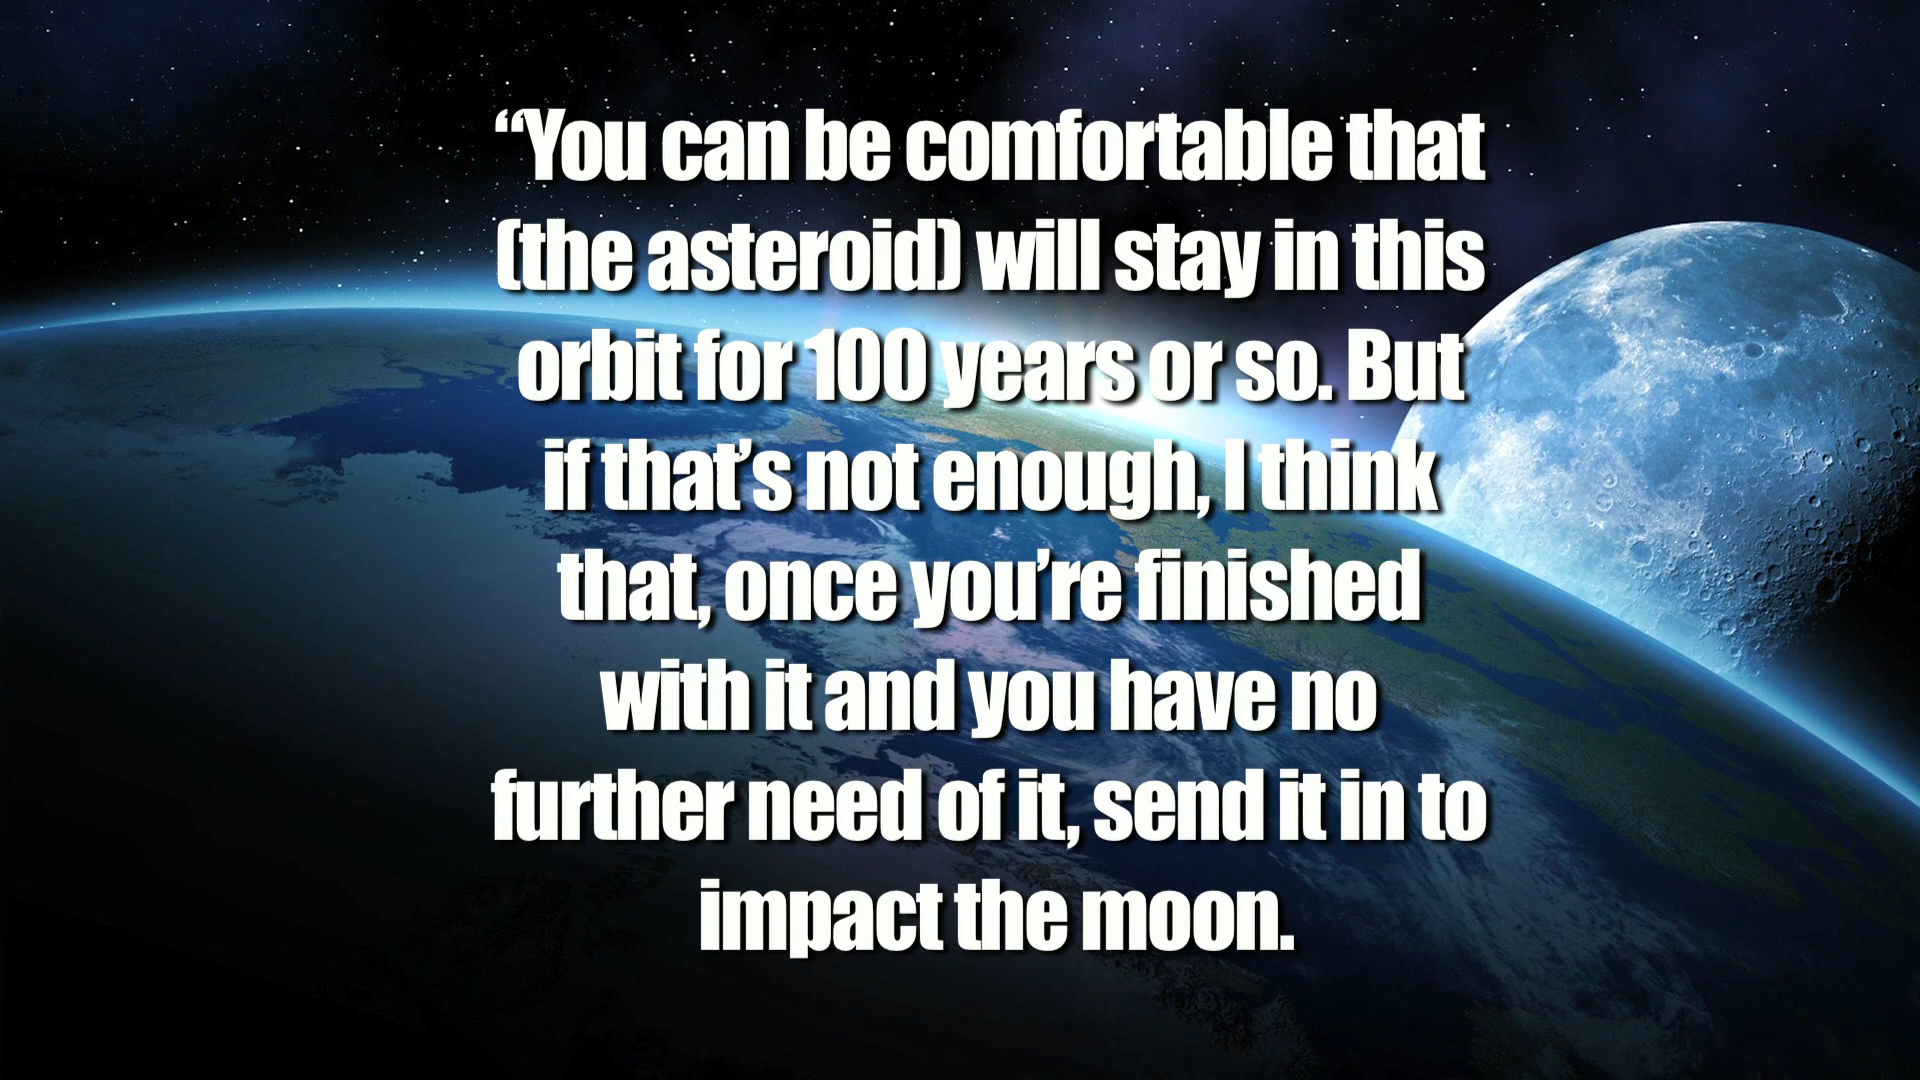 “You can be comfortable that
(the asteroid) will stay in this
orbit for 100 years or so. But
if that’s not enough, I think
that, once you’re finished
with it and you have no
further need of it, send it in to
impact the moon.